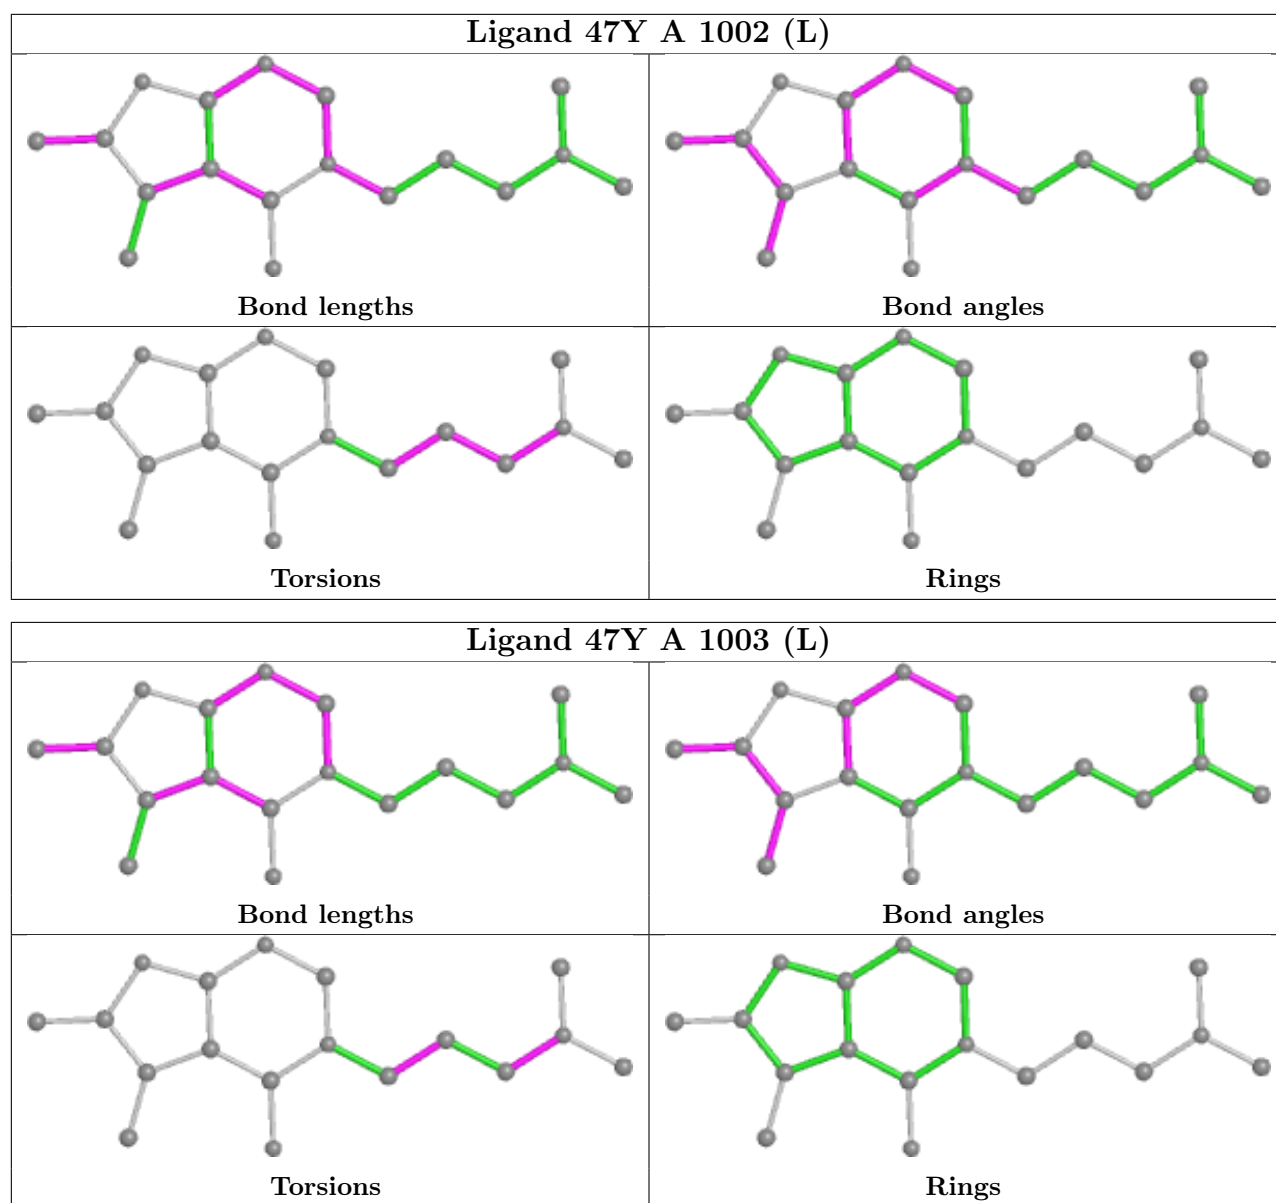 Ligand 47Y A 1002 (L)
Bond lengths
Bond angles
Torsions
Rings
Ligand 47Y A 1003 (L)
Bond lengths
Bond angles
Torsions
Rings